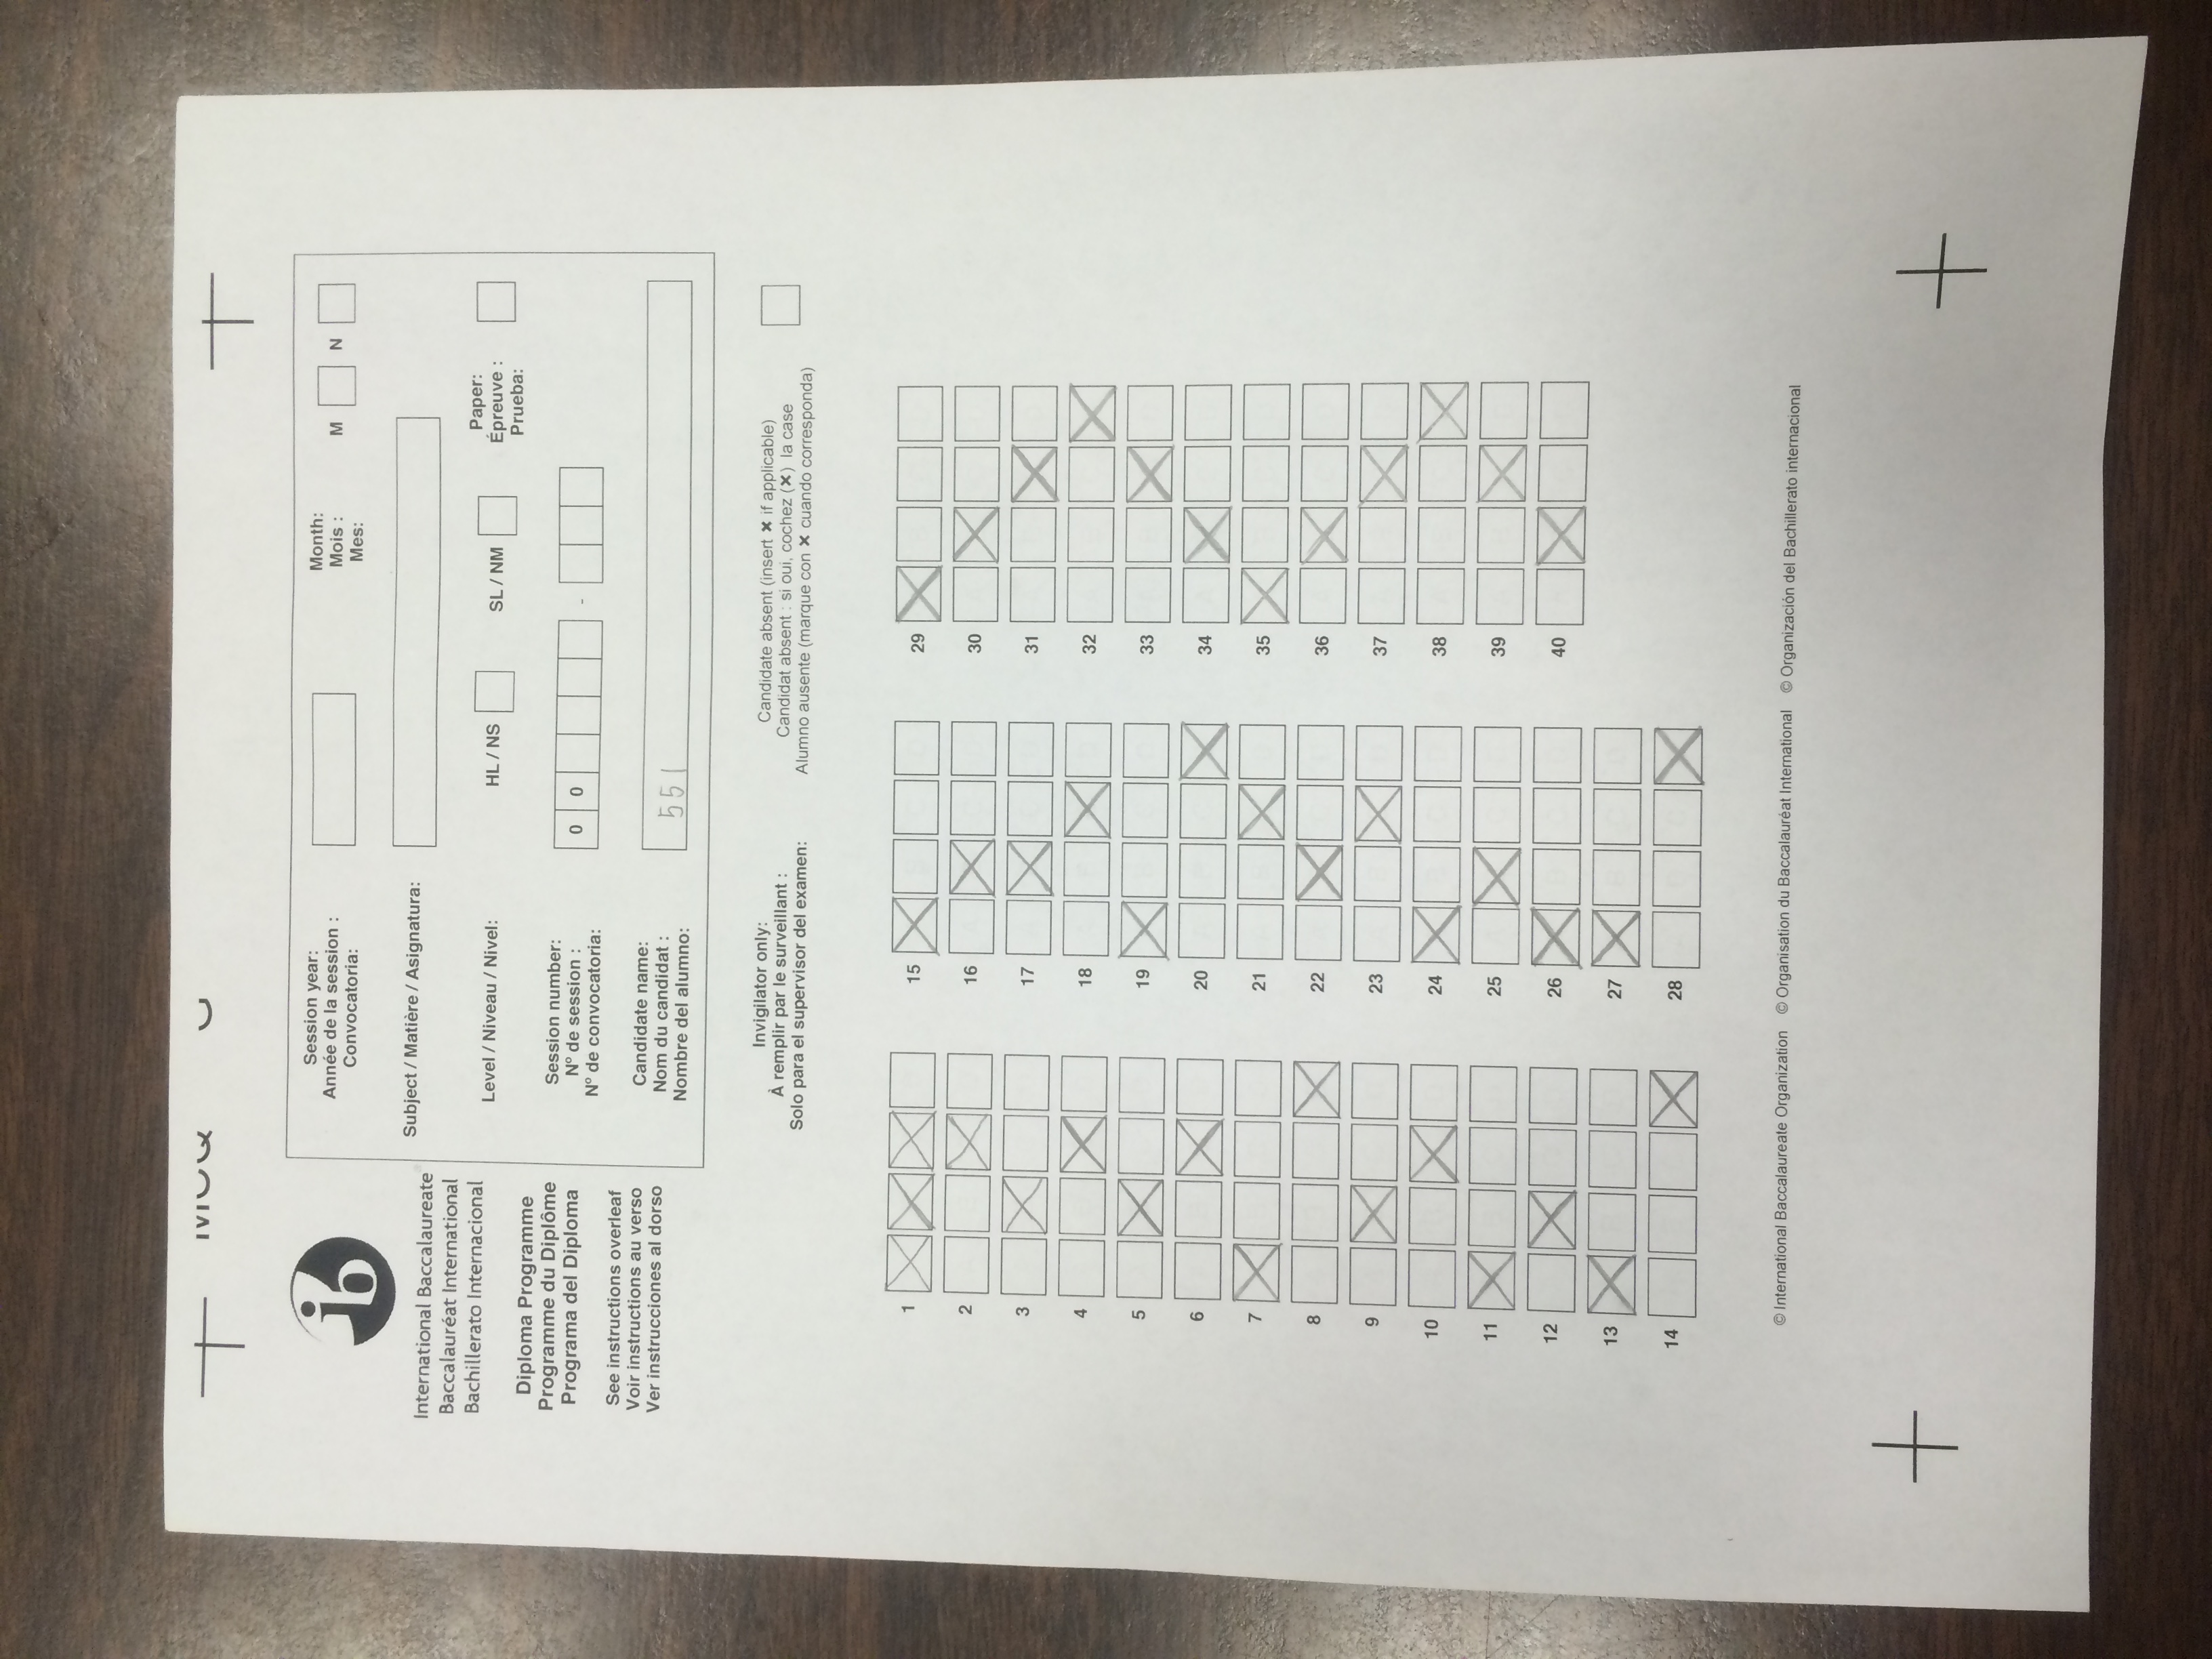 ib
International Baccalaureate
Baccalauréat International
Bachillerato Internacional
Diploma Programme
Programme du Diplôme
Programa del Diploma
See instructions overleaf
Voir instructions au verso
Ver instrucciones al dorso
Session year:
Année de la session :
Convocatoria:
Month:
Mois :
Mes:
M
N
Subject / Matière / Asignatura:
Level / Niveau / Nivel:
HL / NS
SL / NM
Paper:
Épreuve :
Prueba:
Session number:
Nº de session :
Nº de convocatoria:
0 0 -
Candidate name:
Nom du candidat :
Nombre del alumno:
551
Invigilator only:
À remplir par le surveillant :
Solo para el supervisor del examen:
Candidate absent (insert ✖ if applicable)
Candidat absent : si oui, cochez (✖) la case
Alumno ausente (marque con ✖ cuando corresponda)
1
2
3
4
5
6
7
8
9
10
11
12
13
14
15
16
17
18
19
20
21
22
23
24
25
26
27
28
29
30
31
32
33
34
35
36
37
38
39
40
© International Baccalaureate Organization © Organisation du Baccalauréat International © Organización del Bachillerato internacional